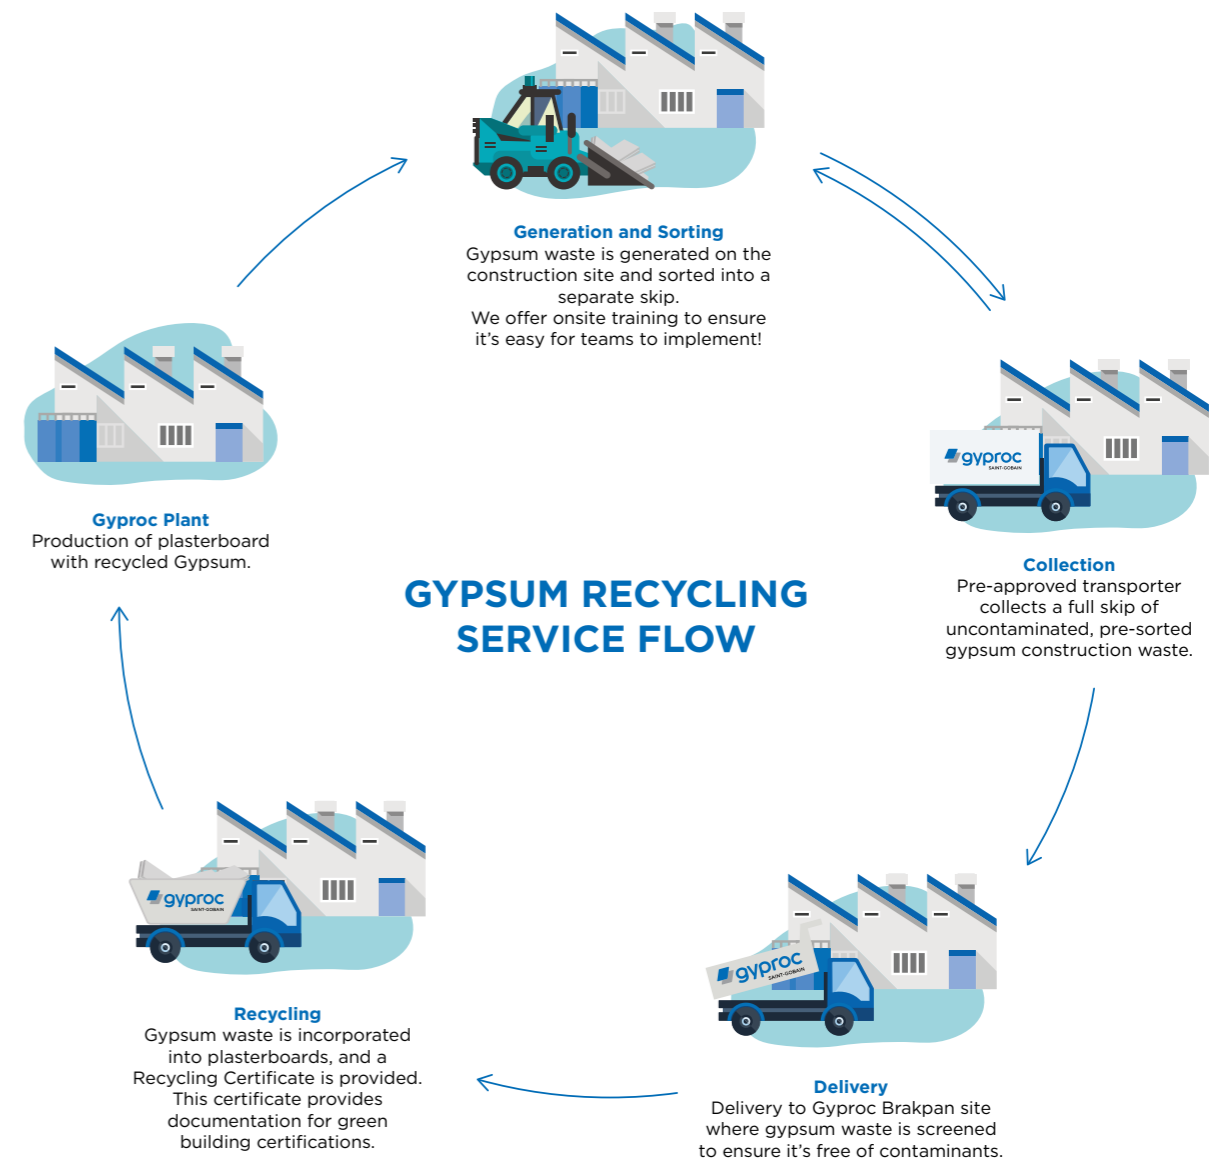 Generation and Sorting
Gypsum waste is generated on the
construction site and sorted into a
separate skip.
We offer onsite training to ensure
it's easy for teams to implement!
gyproc
SAINT-GOBAIN
Collection
Pre-approved transporter
collects a full skip of
uncontaminated, pre-sorted
gypsum construction waste.
Gyproc Plant
Production of plasterboard
with recycled Gypsum.
GYPSUM RECYCLING
SERVICE FLOW
gyproc
SAINT-GOBAIN
Delivery
Delivery to Gyproc Brakpan site
where gypsum waste is screened
to ensure it's free of contaminants.
gyproc
SAINT-GOBAIN
Recycling
Gypsum waste is incorporated
into plasterboards, and a
Recycling Certificate is provided.
This certificate provides
documentation for green
building certifications.